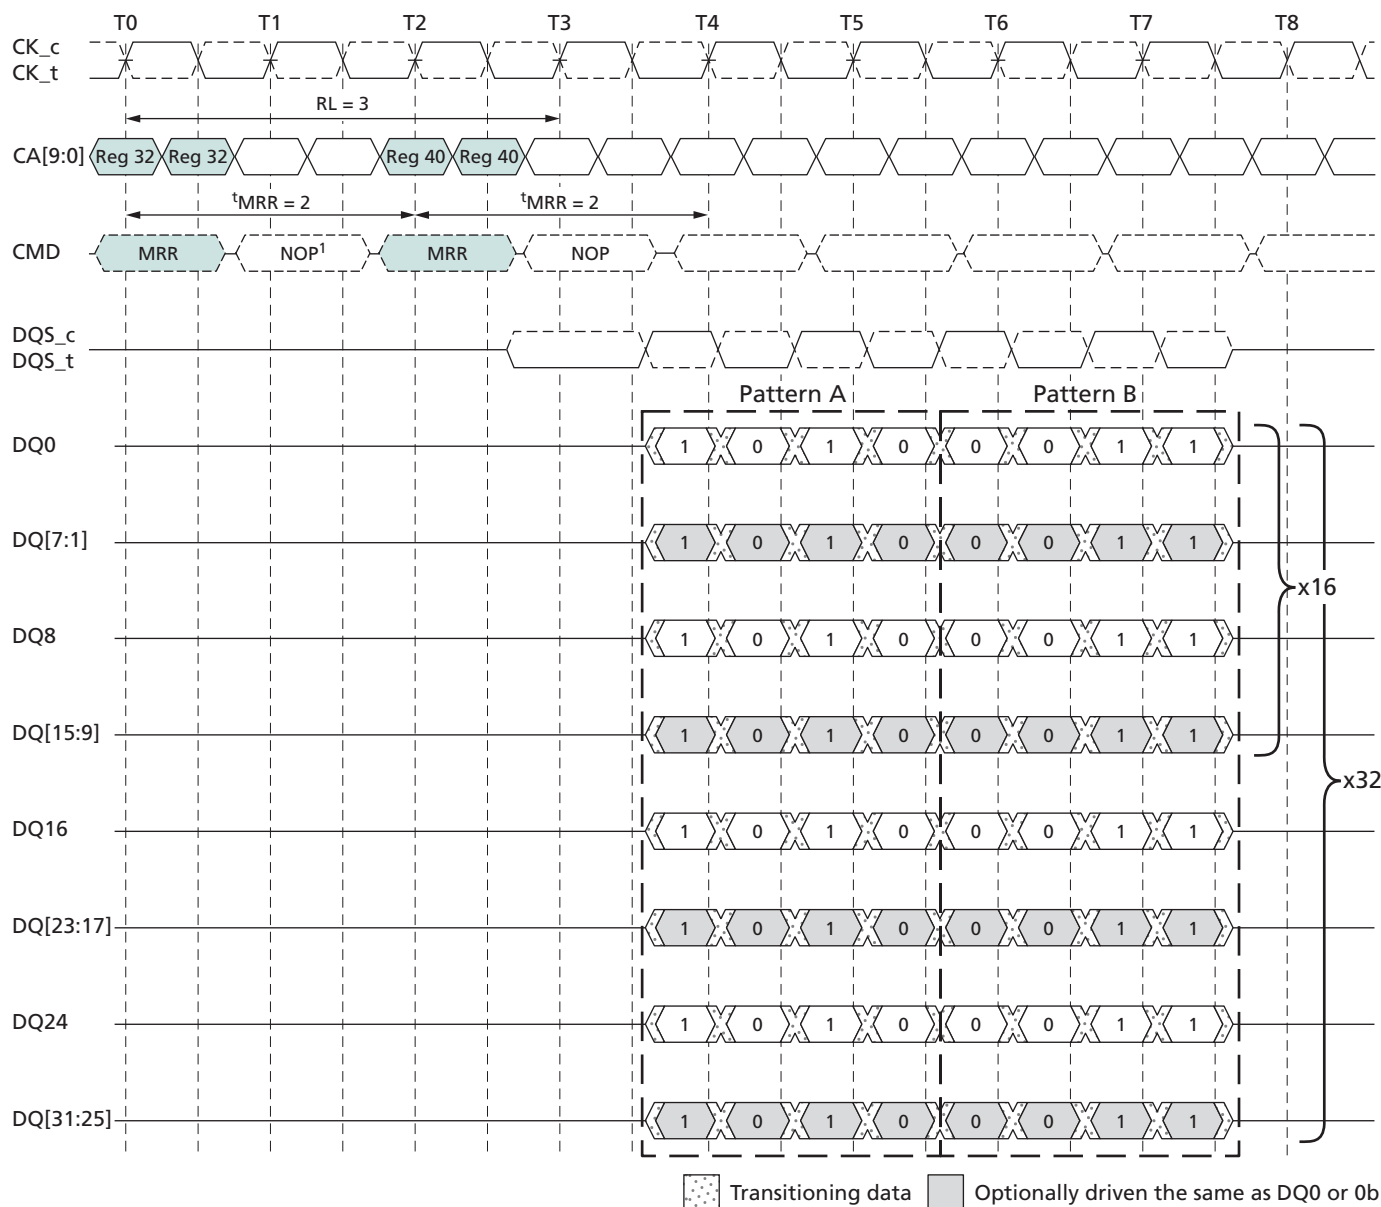 T0 T1 T2 T3 T4 T5 T6 T7 T8
CK_c
CK_t
RL = 3
CA[9:0] Reg 32 Reg 32 Reg 40 Reg 40
tMRR = 2 tMRR = 2
CMD MRR NOP1 MRR NOP
DQS_c
DQS_t
Pattern A Pattern B
DQ0 1 0 1 0 0 0 1 1
DQ[7:1] 1 0 1 0 0 0 1 1
x16
DQ8 1 0 1 0 0 0 1 1
DQ[15:9] 1 0 1 0 0 0 1 1
x32
DQ16 1 0 1 0 0 0 1 1
DQ[23:17] 1 0 1 0 0 0 1 1
DQ24 1 0 1 0 0 0 1 1
DQ[31:25] 1 0 1 0 0 0 1 1
Transitioning data Optionally driven the same as DQ0 or 0b